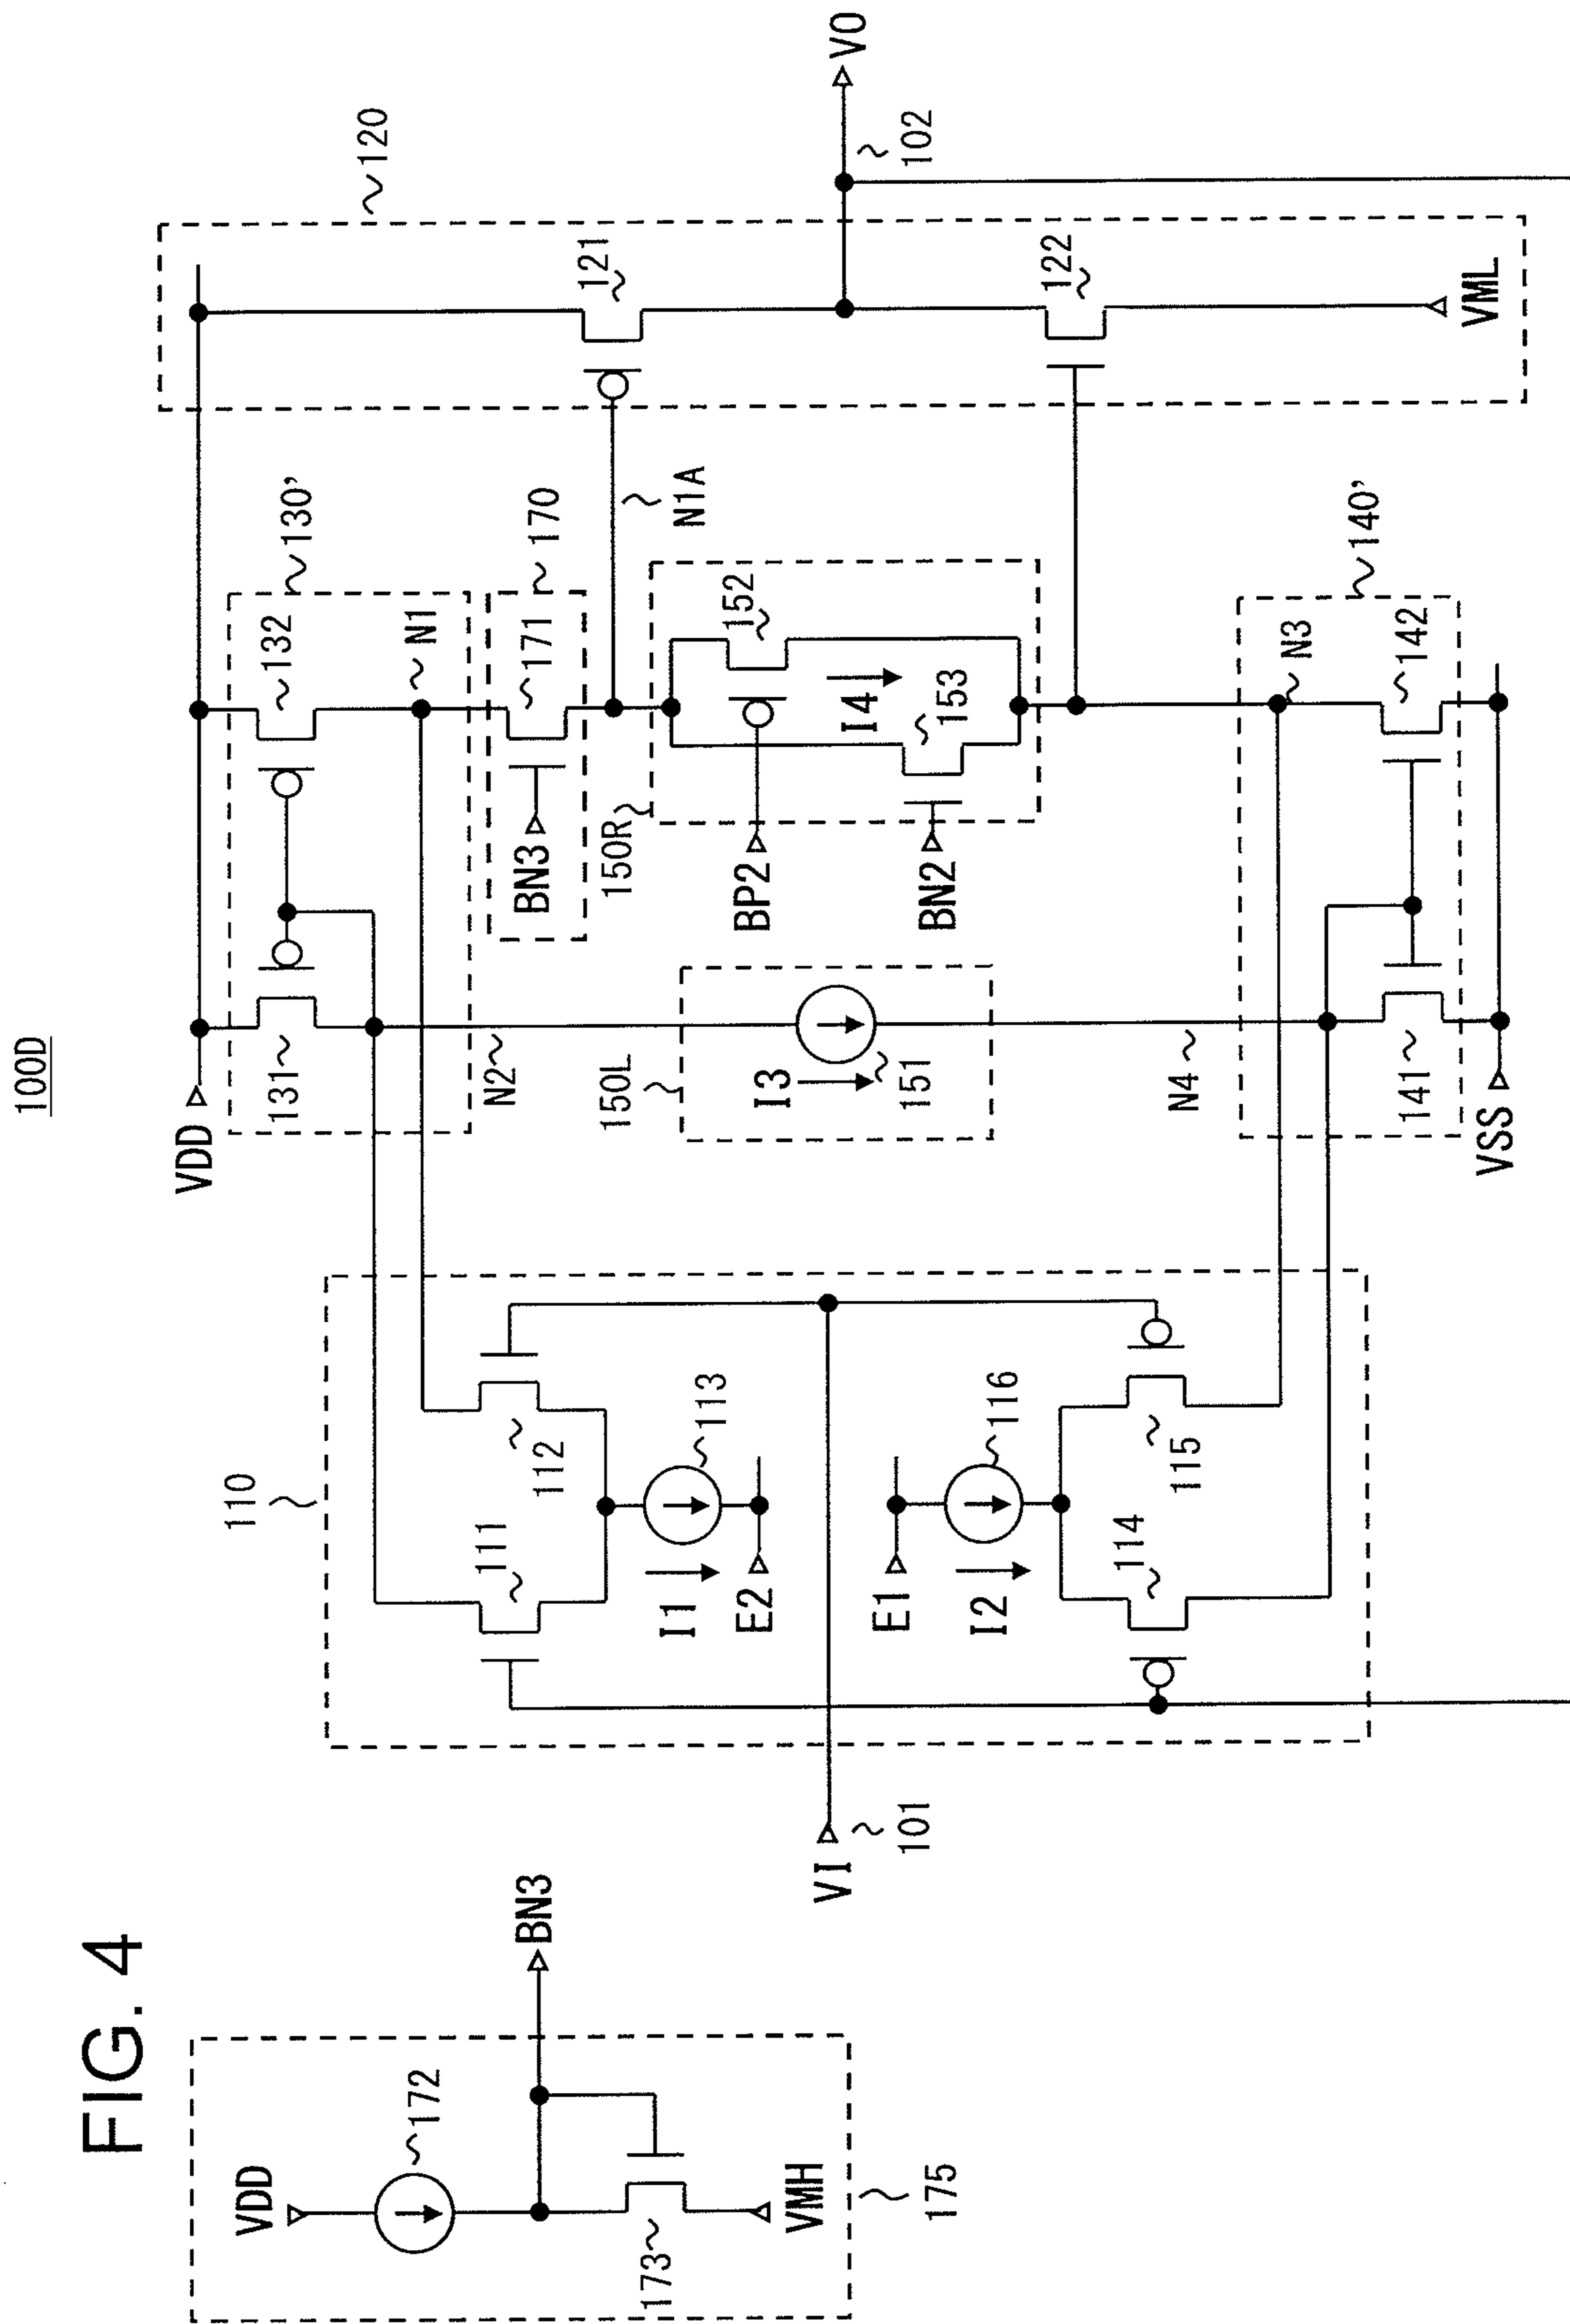 FIG. 4
100D
VDD
172
BN3
173
VMH
175
VI
101
110
111
112
I1
113
E2
E1
I2
116
114
115
VDD
131
132
130'
N1
N2
BN3
171
170
N1A
150L
I3
151
150R
BP2
152
I4
153
BN2
N4
N3
141
142
140'
VSS
120
121
122
VML
102
VO